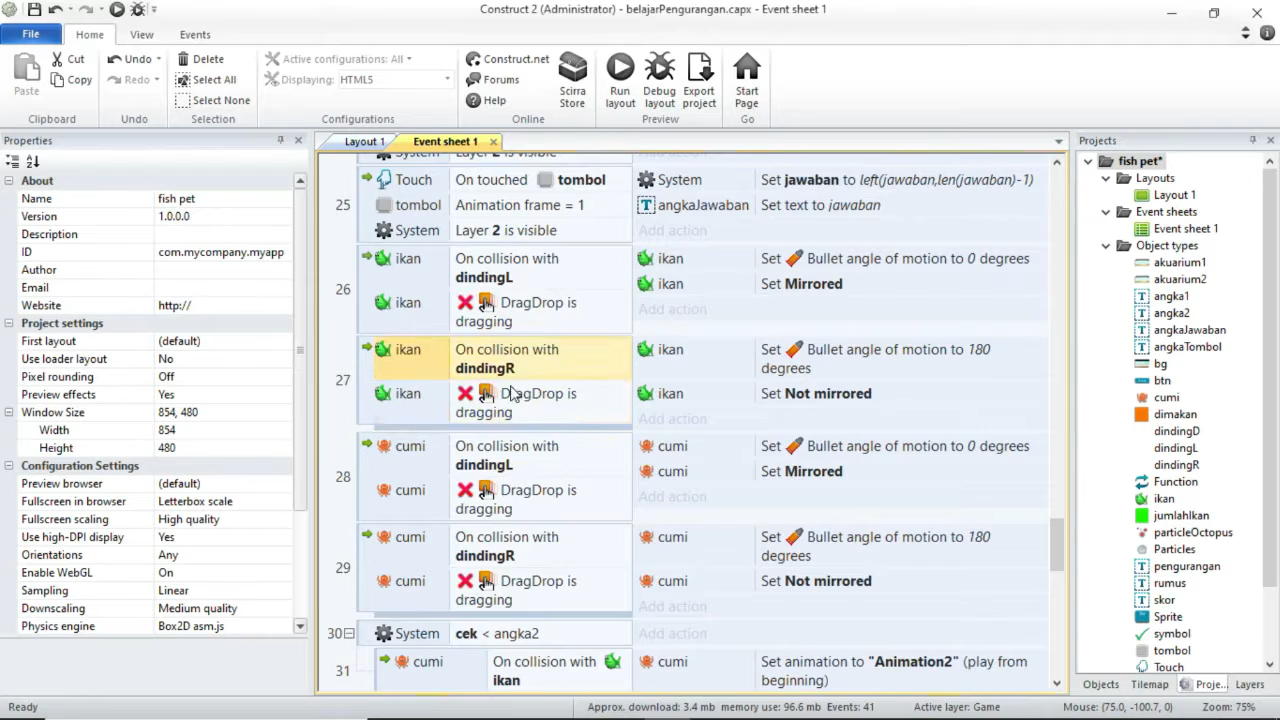 Construct 2 (Administrator) - belajarPengurangan.capx - Event sheet 1
File Home View Events
Cut
Copy
Paste
Clipboard
Undo
Redo
Undo
Delete
Select All
Select None
Selection
Active configurations: All
Displaying: HTML5
Configurations
Construct.net
Forums
Help
Scirra Store
Online
Run layout
Debug layout
Export project
Preview
Start Page
Go
Properties
About
Name fish pet
Version 1.0.0.0
Description
ID com.mycompany.myapp
Author
Email
Website http://
Project settings
First layout (default)
Use loader layout No
Pixel rounding Off
Preview effects Yes
Window Size 854, 480
Width 854
Height 480
Configuration Settings
Preview browser (default)
Fullscreen in browser Letterbox scale
Fullscreen scaling High quality
Use high-DPI display Yes
Orientations Any
Enable WebGL On
Sampling Linear
Downscaling Medium quality
Physics engine Box2D asm.js
Layout 1 Event sheet 1
System Layer 2 is visible Add action
25
Touch On touched tombol System Set jawaban to left(jawaban,len(jawaban)-1)
tombol Animation frame = 1 T angkaJawaban Set text to jawaban
System Layer 2 is visible Add action
26
ikan On collision with dindingL ikan Set Bullet angle of motion to 0 degrees
ikan Set Mirrored
ikan DragDrop is dragging Add action
27
ikan On collision with dindingR ikan Set Bullet angle of motion to 180 degrees
ikan DragDrop is dragging ikan Set Not mirrored
Add action
28
cumi On collision with dindingL cumi Set Bullet angle of motion to 0 degrees
cumi Set Mirrored
cumi DragDrop is dragging Add action
29
cumi On collision with dindingR cumi Set Bullet angle of motion to 180 degrees
cumi DragDrop is dragging cumi Set Not mirrored
Add action
30 System cek < angka2 Add action
31 cumi On collision with ikan cumi Set animation to "Animation2" (play from beginning)
Projects
fish pet*
Layouts
Layout 1
Event sheets
Event sheet 1
Object types
akuarium1
akuarium2
T angka1
T angka2
T angkaJawaban
T angkaTombol
bg
btn
cumi
dimakan
dindingD
dindingL
dindingR
Function
ikan
jumlahIkan
particleOctopus
Particles
T pengurangan
T rumus
T skor
Sprite
symbol
tombol
Touch
Objects Tilemap Proje... Layers
Ready Approx. download: 3.4 mb memory use: 96.6 mb Events: 41 Active layer: Game Mouse: (75.0, -100.7, 0) Zoom: 75%